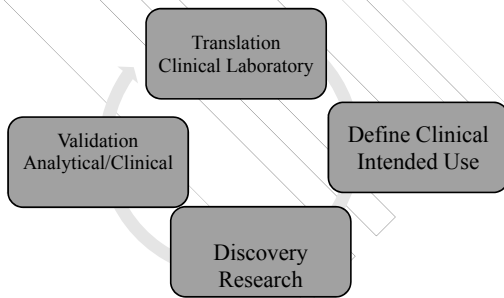 Translation
Clinical Laboratory
Define Clinical
Intended Use
Validation
Analytical/Clinical
Discovery
Research